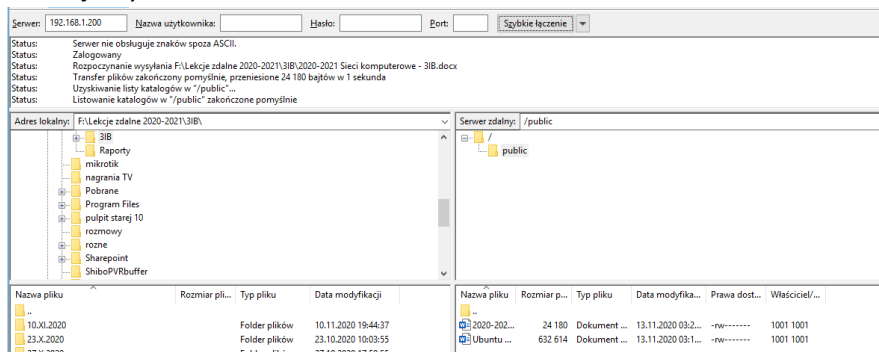 Serwer: 192.168.1.200 Nazwa użytkownika: Hasło: Port: Szybkie łączenie
Status: Serwer nie obsługuje znaków spoza ASCII.
Status: Zalogowany
Status: Rozpoczynanie wysyłania F:\Lekcje zdalne 2020-2021\3IB\2020-2021 Sieci komputerowe - 3IB.docx
Status: Transfer plików zakończony pomyślnie, przeniesione 24 180 bajtów w 1 sekunda
Status: Uzyskiwanie listy katalogów w "/public"...
Status: Listowanie katalogów w "/public" zakończone pomyślnie
Adres lokalny: F:\Lekcje zdalne 2020-2021\3IB\
3IB
Raporty
mikrotik
nagrania TV
Pobrane
Program Files
pulpit starej 10
rozmowy
rozne
Sharepoint
ShiboPVRbuffer
Serwer zdalny: /public
/
public
Nazwa pliku Rozmiar pli... Typ pliku Data modyfikacji
..
10.XI.2020 Folder plików 10.11.2020 19:44:37
23.X.2020 Folder plików 23.10.2020 10:03:55
Nazwa pliku Rozmiar p... Typ pliku Data modyfika... Prawa dost... Właściciel/...
..
2020-202... 24 180 Dokument ... 13.11.2020 03:2... -rw------- 1001 1001
Ubuntu ... 632 614 Dokument ... 13.11.2020 03:1... -rw------- 1001 1001